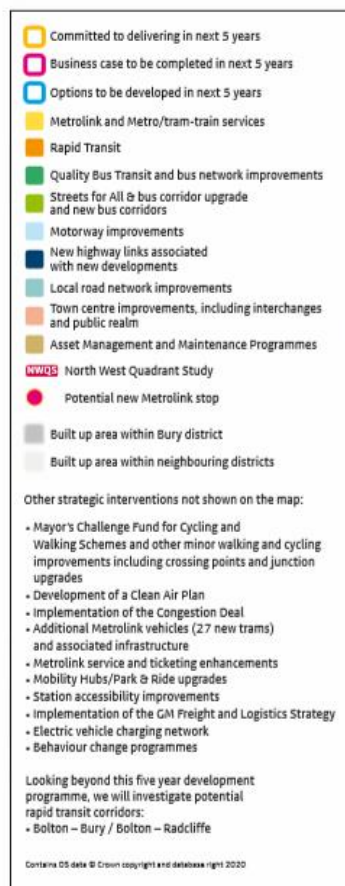 Committed to delivering in next 5 years
Business case to be completed in next 5 years
Options to be developed in next 5 years
Metrolink and Metro/tram-train services
Rapid Transit
Quality Bus Transit and bus network improvements
Streets for All & bus corridor upgrade
and new bus corridors
Motorway improvements
New highway links associated
with new developments
Local road network improvements
Town centre improvements, including interchanges
and public realm
Asset Management and Maintenance Programmes
NWQS North West Quadrant Study
Potential new Metrolink stop
Built up area within Bury district
Built up area within neighbouring districts
Other strategic interventions not shown on the map:
• Mayor's Challenge Fund for Cycling and
Walking Schemes and other minor walking and cycling
improvements including crossing points and junction
upgrades
• Development of a Clean Air Plan
• Implementation of the Congestion Deal
• Additional Metrolink vehicles (27 new trams)
and associated infrastructure
• Metrolink service and ticketing enhancements
• Mobility Hubs/Park & Ride upgrades
• Station accessibility improvements
• Implementation of the GM Freight and Logistics Strategy
• Electric vehicle charging network
• Behaviour change programmes
Looking beyond this five year development
programme, we will investigate potential
rapid transit corridors:
• Bolton – Bury / Bolton – Radcliffe
Contains OS data © Crown copyright and database right 2020